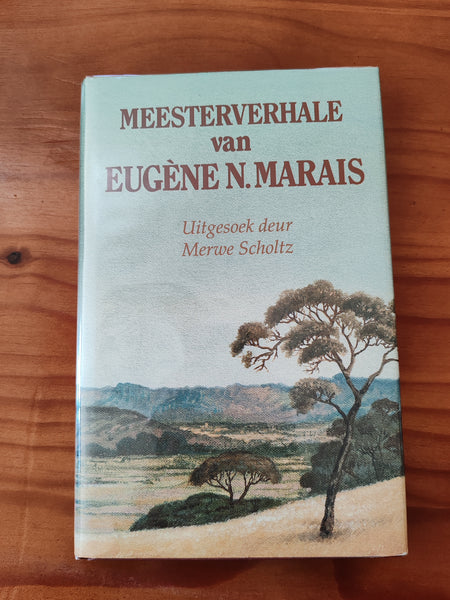 MEESTERVERHALE
van
EUGÈNE N. MARAIS
Uitgesoek deur
Merwe Scholtz